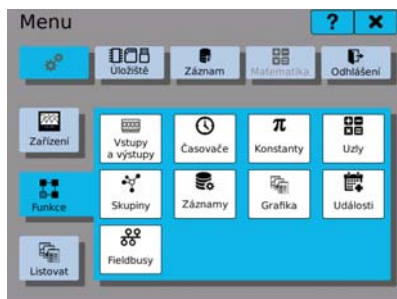 Menu ? ✖
Úložiště Záznam Matematika Odhlášení
Zařízení
Vstupy
a výstupy
Časovače
π
Konstanty
Uzly
Funkce
Skupiny
Záznamy
Grafika
Události
Listovat
Fieldbusy